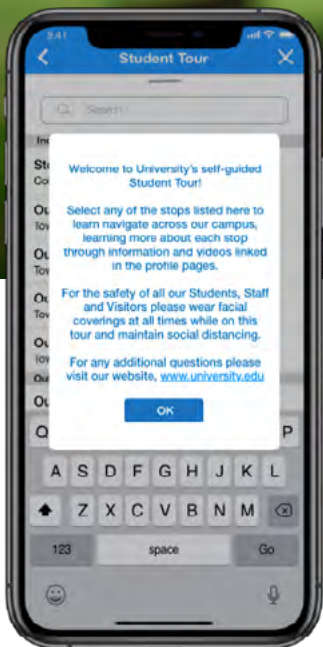 9:41
Student Tour
Search
Welcome to University's self-guided
Student Tour!
Select any of the stops listed here to
learn navigate across our campus,
learning more about each stop
through information and videos linked
in the profile pages.
For the safety of all our Students, Staff
and Visitors please wear facial
coverings at all times while on this
tour and maintain social distancing.
For any additional questions please
visit our website, www.university.edu
OK
Q P
A S D F G H J K L
Z X C V B N M
123 space Go